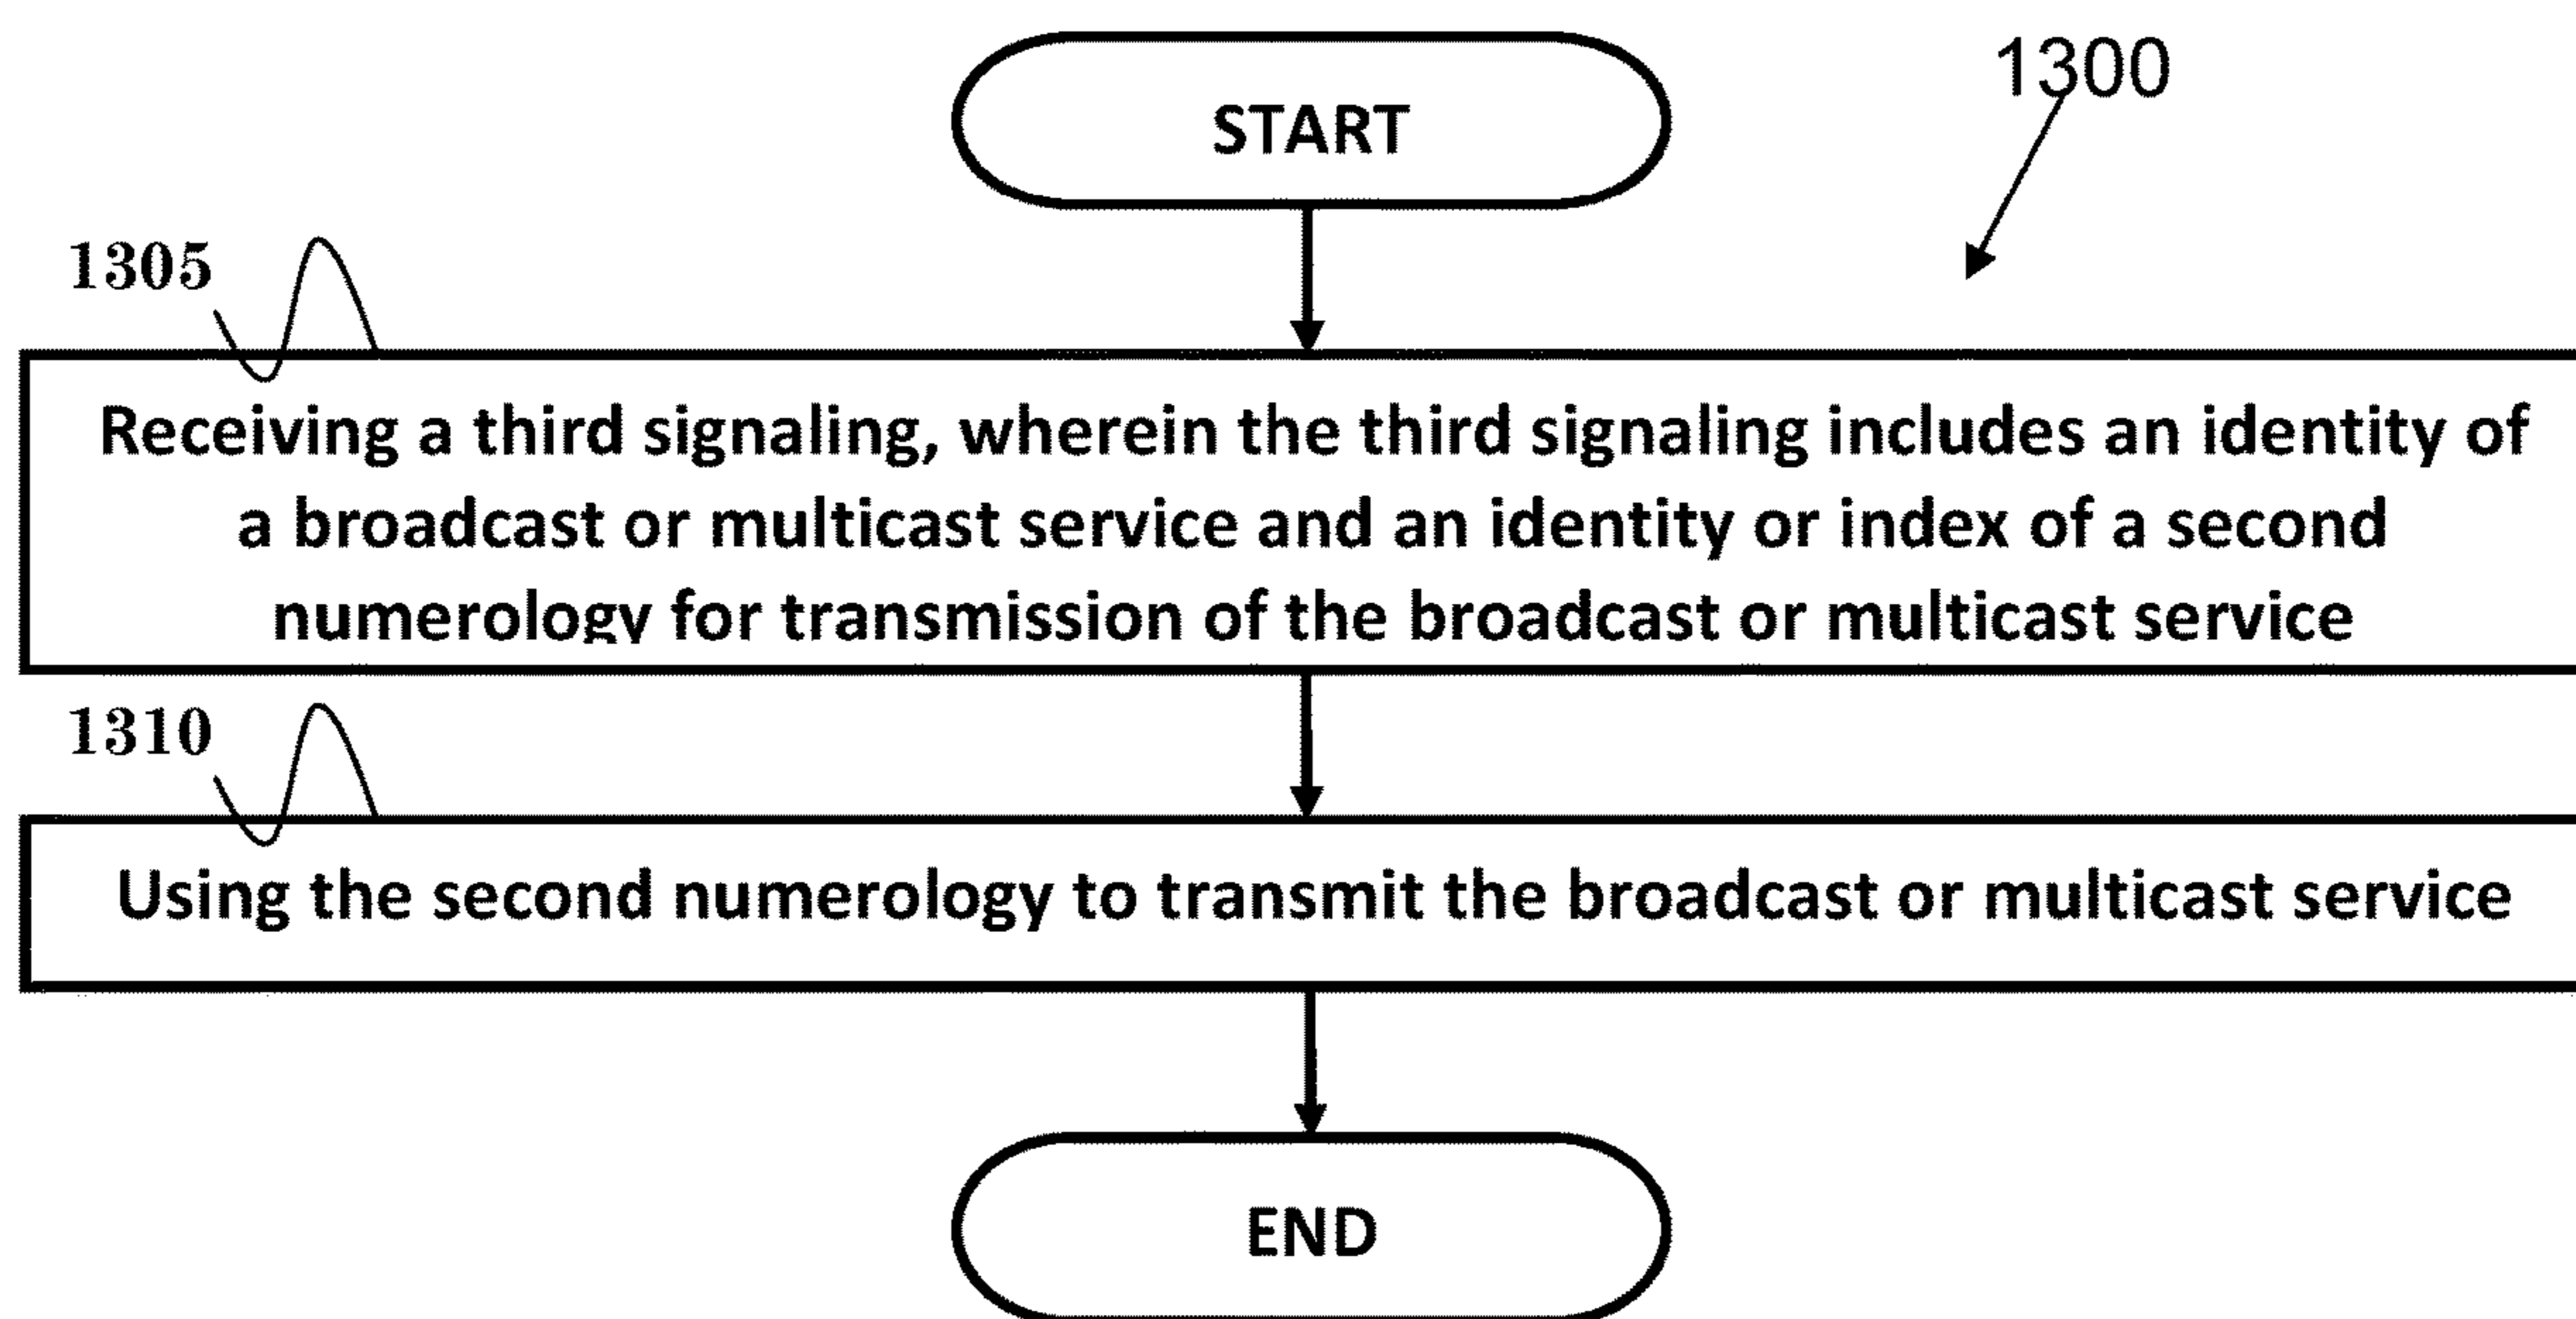 START
1300
1305
Receiving a third signaling, wherein the third signaling includes an identity of
a broadcast or multicast service and an identity or index of a second
numerology for transmission of the broadcast or multicast service
1310
Using the second numerology to transmit the broadcast or multicast service
END